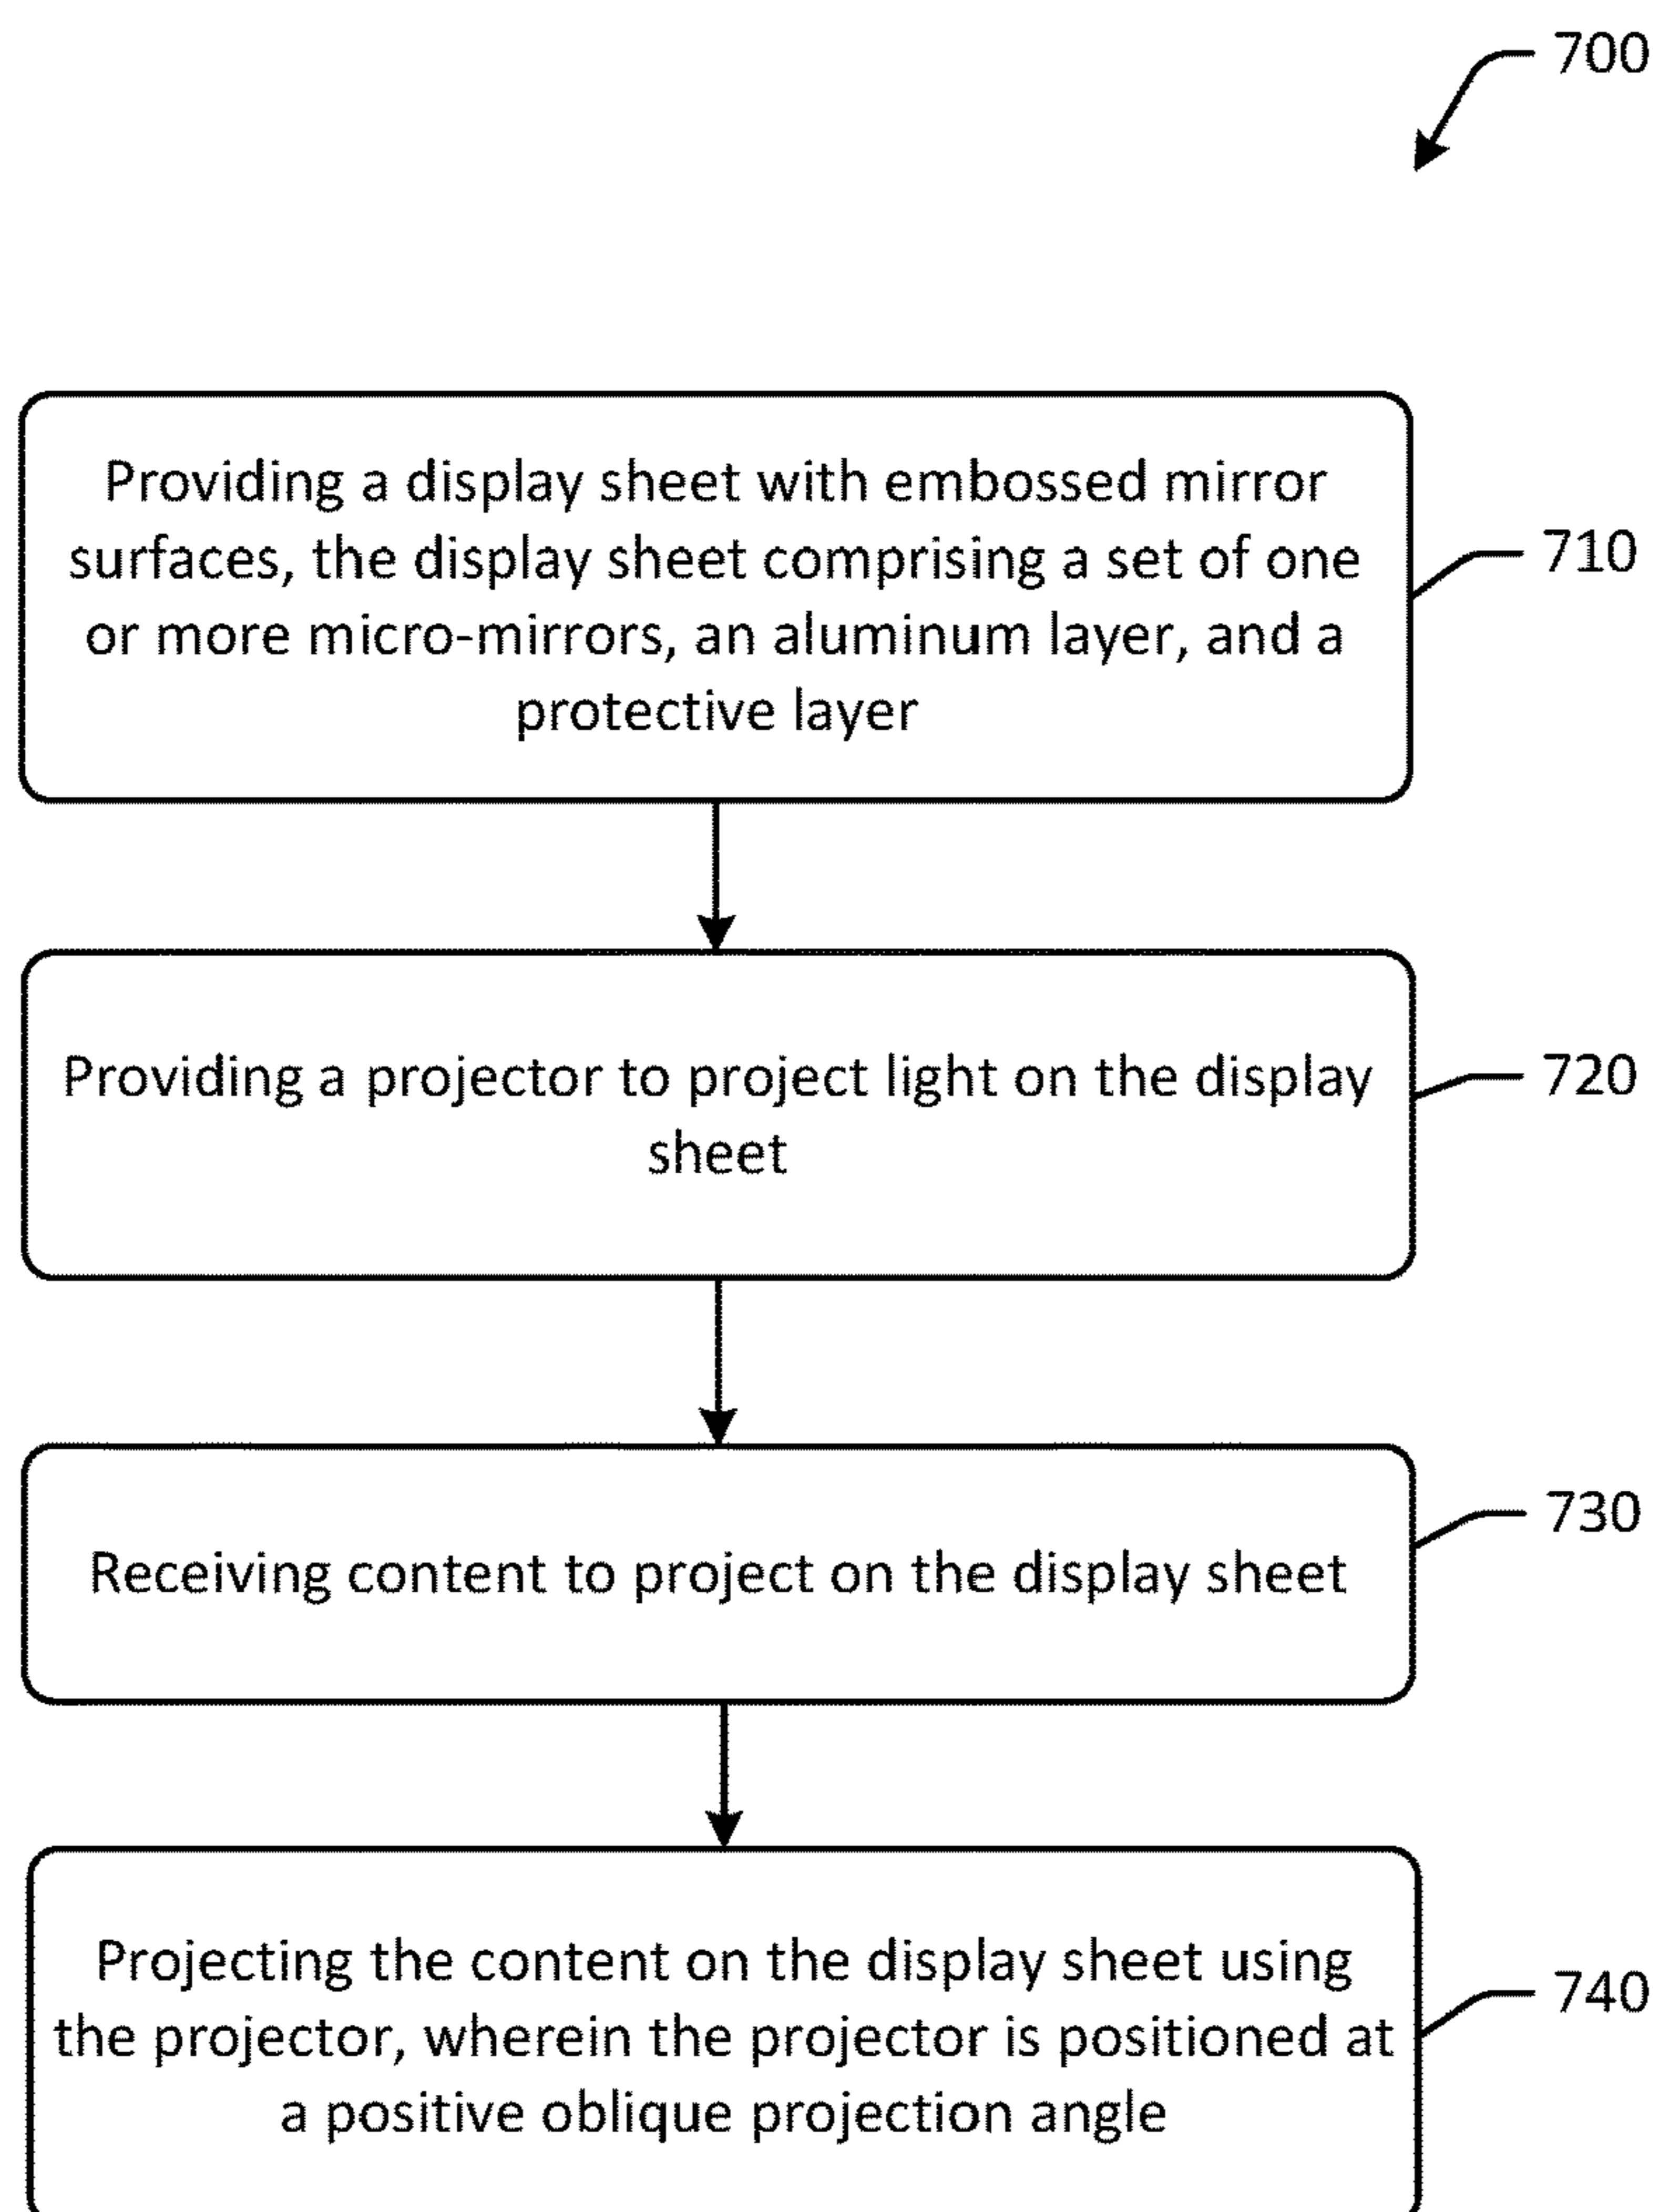 700
Providing a display sheet with embossed mirror
surfaces, the display sheet comprising a set of one
or more micro-mirrors, an aluminum layer, and a
protective layer
710
Providing a projector to project light on the display
sheet
720
Receiving content to project on the display sheet
730
Projecting the content on the display sheet using
the projector, wherein the projector is positioned at
a positive oblique projection angle
740